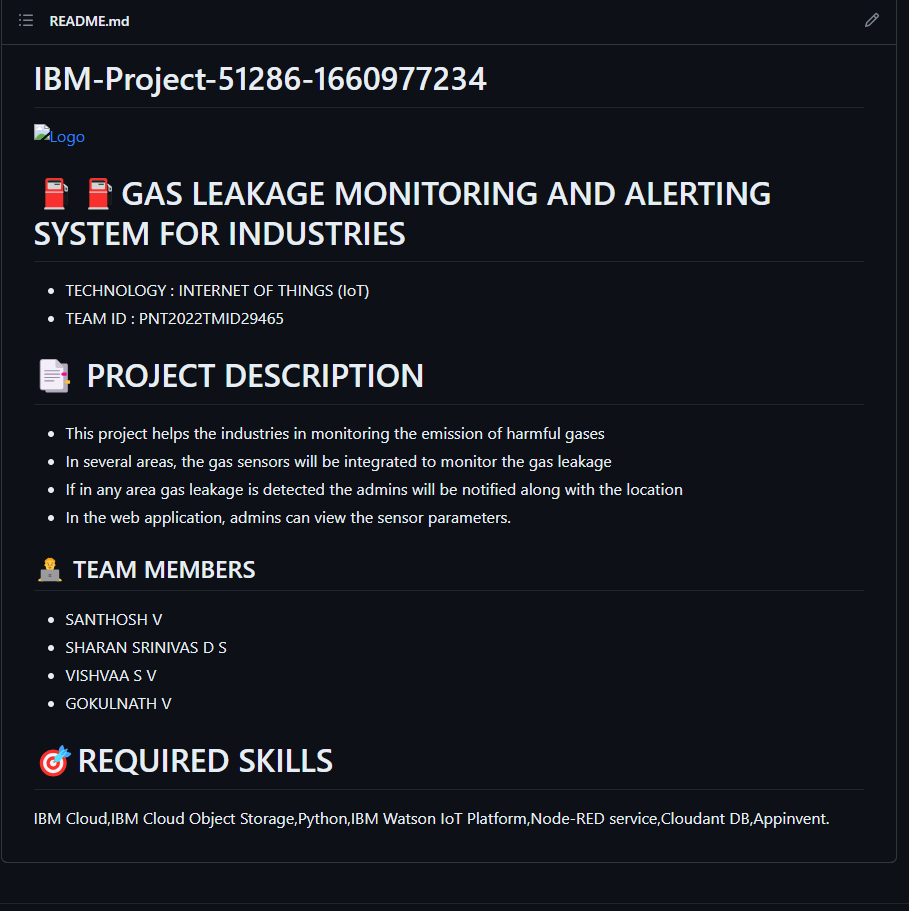 README.md
IBM-Project-51286-1660977234
Logo
GAS LEAKAGE MONITORING AND ALERTING
SYSTEM FOR INDUSTRIES
TECHNOLOGY : INTERNET OF THINGS (IoT)
TEAM ID : PNT2022TMID29465
PROJECT DESCRIPTION
This project helps the industries in monitoring the emission of harmful gases
In several areas, the gas sensors will be integrated to monitor the gas leakage
If in any area gas leakage is detected the admins will be notified along with the location
In the web application, admins can view the sensor parameters.
TEAM MEMBERS
SANTHOSH V
SHARAN SRINIVAS D S
VISHVAA S V
GOKULNATH V
REQUIRED SKILLS
IBM Cloud,IBM Cloud Object Storage,Python,IBM Watson IoT Platform,Node-RED service,Cloudant DB,Appinvent.